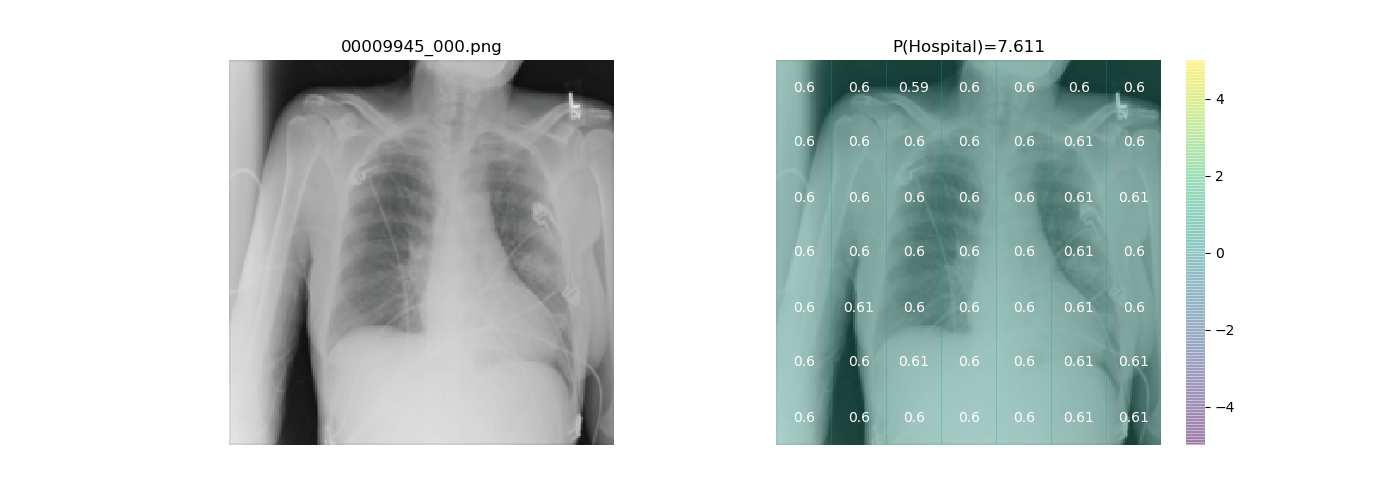 00009945_000.png
P(Hospital)=7.611
0.6 0.6 0.59 0.6 0.6 0.6 0.6
0.6 0.6 0.6 0.6 0.6 0.61 0.6
0.6 0.6 0.6 0.6 0.6 0.61 0.61
0.6 0.6 0.6 0.6 0.6 0.61 0.6
0.6 0.61 0.6 0.6 0.6 0.61 0.6
0.6 0.6 0.61 0.6 0.6 0.61 0.61
0.6 0.6 0.6 0.6 0.6 0.61 0.61
4
2
0
−2
−4
L
L